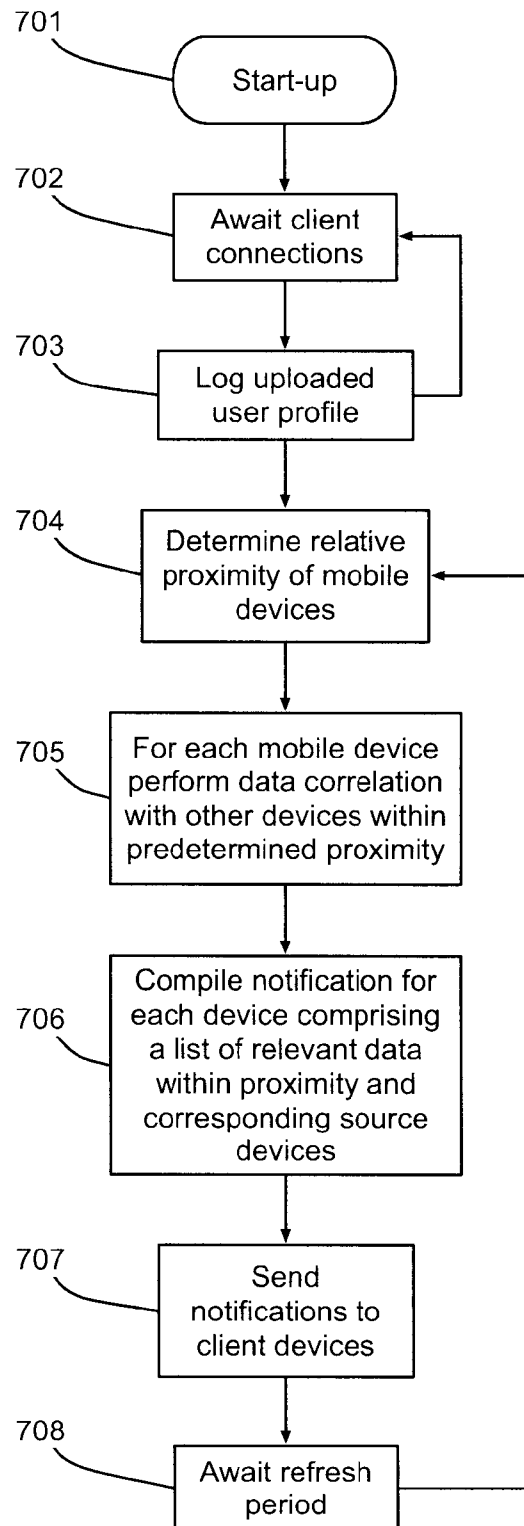 701
Start-up
702
Await client
connections
703
Log uploaded
user profile
704
Determine relative
proximity of mobile
devices
705
For each mobile device
perform data correlation
with other devices within
predetermined proximity
706
Compile notification for
each device comprising
a list of relevant data
within proximity and
corresponding source
devices
707
Send
notifications to
client devices
708
Await refresh
period